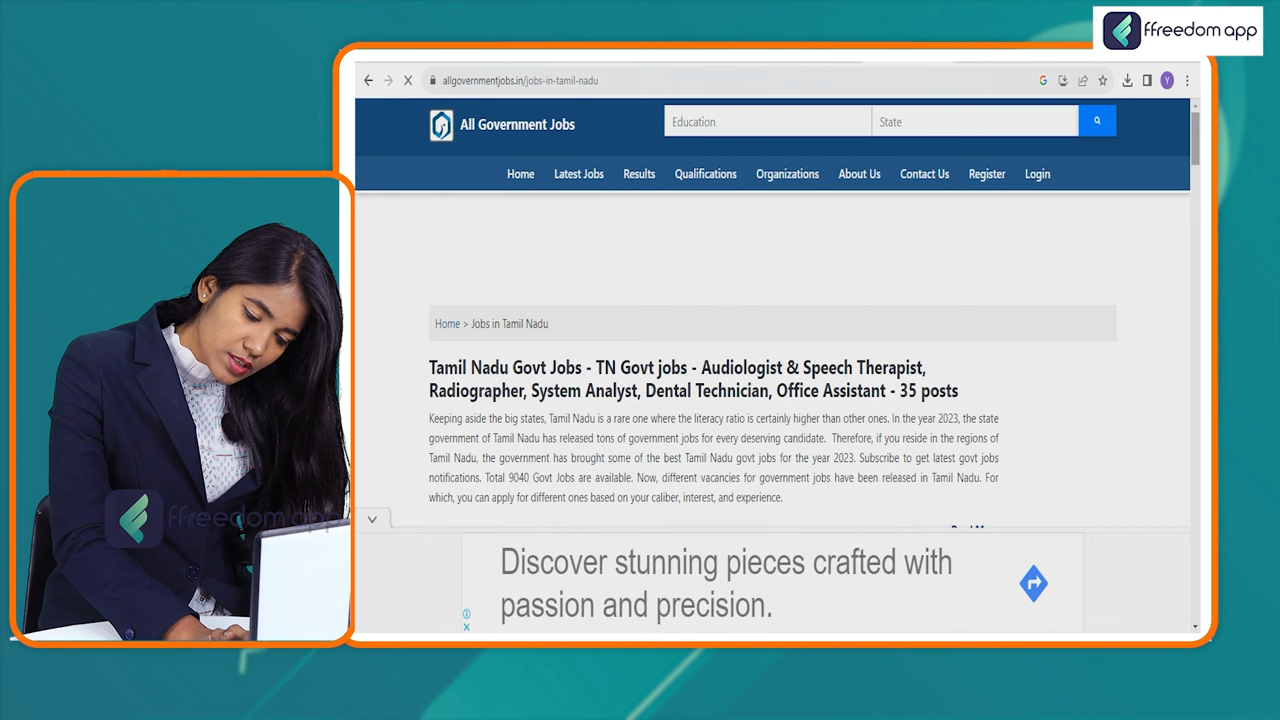 ffreedom app
allgovernmentjobs.in/jobs-in-tamil-nadu
Y
All Government Jobs
Education
State
Home
Latest Jobs
Results
Qualifications
Organizations
About Us
Contact Us
Register
Login
Home > Jobs in Tamil Nadu
Tamil Nadu Govt Jobs - TN Govt jobs - Audiologist & Speech Therapist,
Radiographer, System Analyst, Dental Technician, Office Assistant - 35 posts
Keeping aside the big states, Tamil Nadu is a rare one where the literacy ratio is certainly higher than other ones. In the year 2023, the state
government of Tamil Nadu has released tons of government jobs for every deserving candidate. Therefore, if you reside in the regions of
Tamil Nadu, the government has brought some of the best Tamil Nadu govt jobs for the year 2023. Subscribe to get latest govt jobs
notifications. Total 9040 Govt Jobs are available. Now, different vacancies for government jobs have been released in Tamil Nadu. For
which, you can apply for different ones based on your caliber, interest, and experience.
Discover stunning pieces crafted with
passion and precision.
ffreedom app